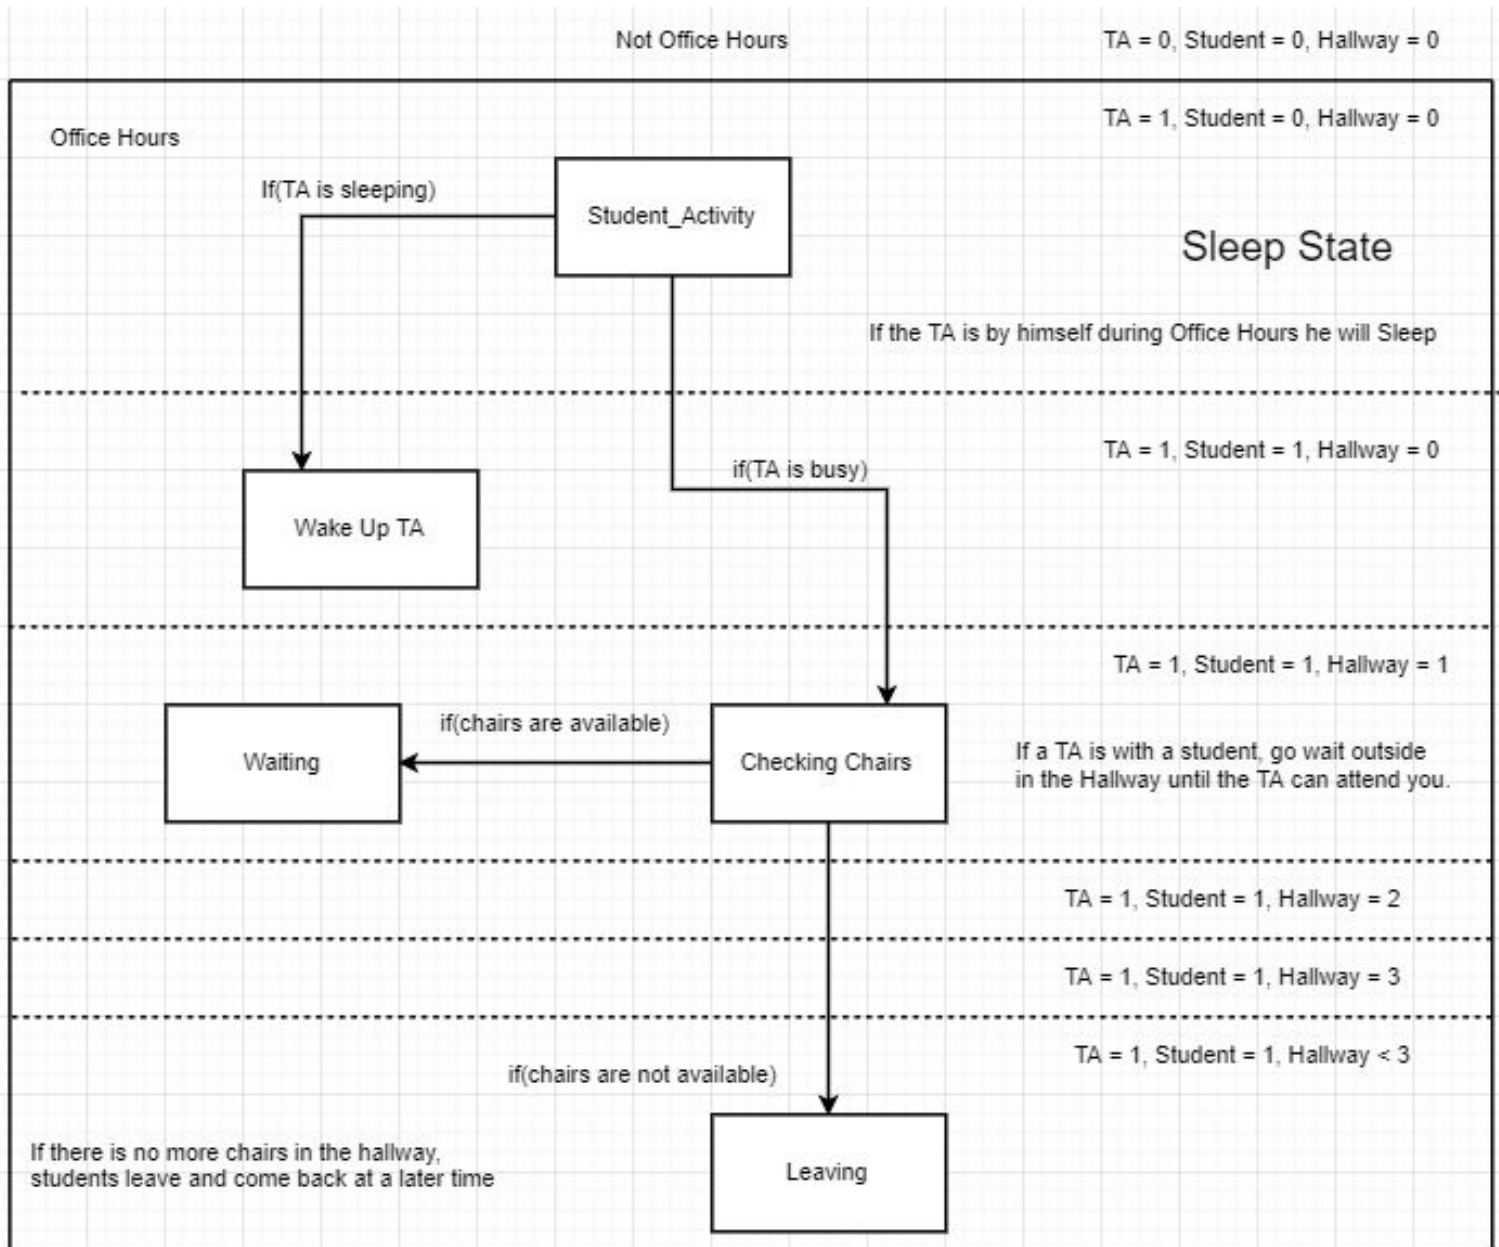 Not Office Hours
TA = 0, Student = 0, Hallway = 0
TA = 1, Student = 0, Hallway = 0
Office Hours
If(TA is sleeping)
Student_Activity
Sleep State
If the TA is by himself during Office Hours he will Sleep
TA = 1, Student = 1, Hallway = 0
if(TA is busy)
Wake Up TA
TA = 1, Student = 1, Hallway = 1
if(chairs are available)
Waiting
Checking Chairs
If a TA is with a student, go wait outside
in the Hallway until the TA can attend you.
TA = 1, Student = 1, Hallway = 2
TA = 1, Student = 1, Hallway = 3
TA = 1, Student = 1, Hallway < 3
if(chairs are not available)
If there is no more chairs in the hallway,
students leave and come back at a later time
Leaving